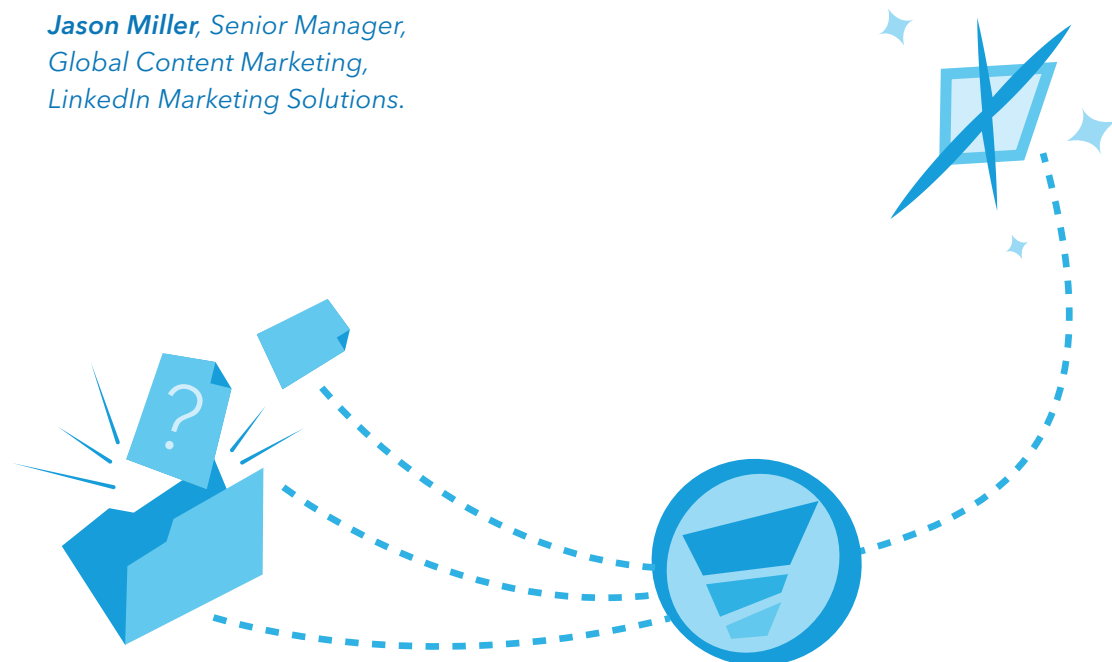 Jason Miller, Senior Manager,
Global Content Marketing,
LinkedIn Marketing Solutions.
?